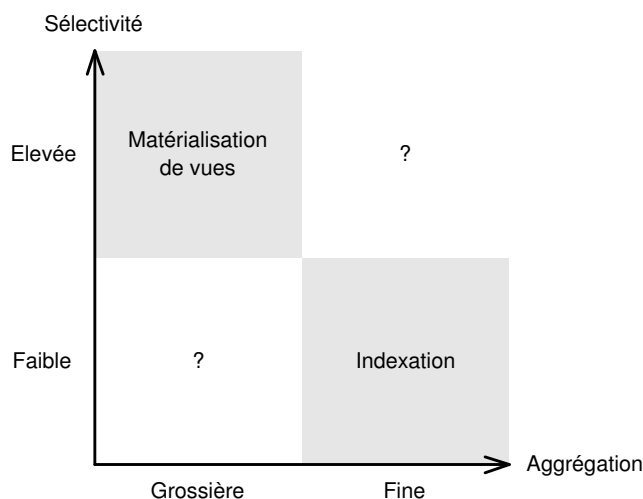 Sélectivité
Elevée
Matérialisation
de vues
?
Faible
?
Indexation
Aggrégation
Grossière
Fine